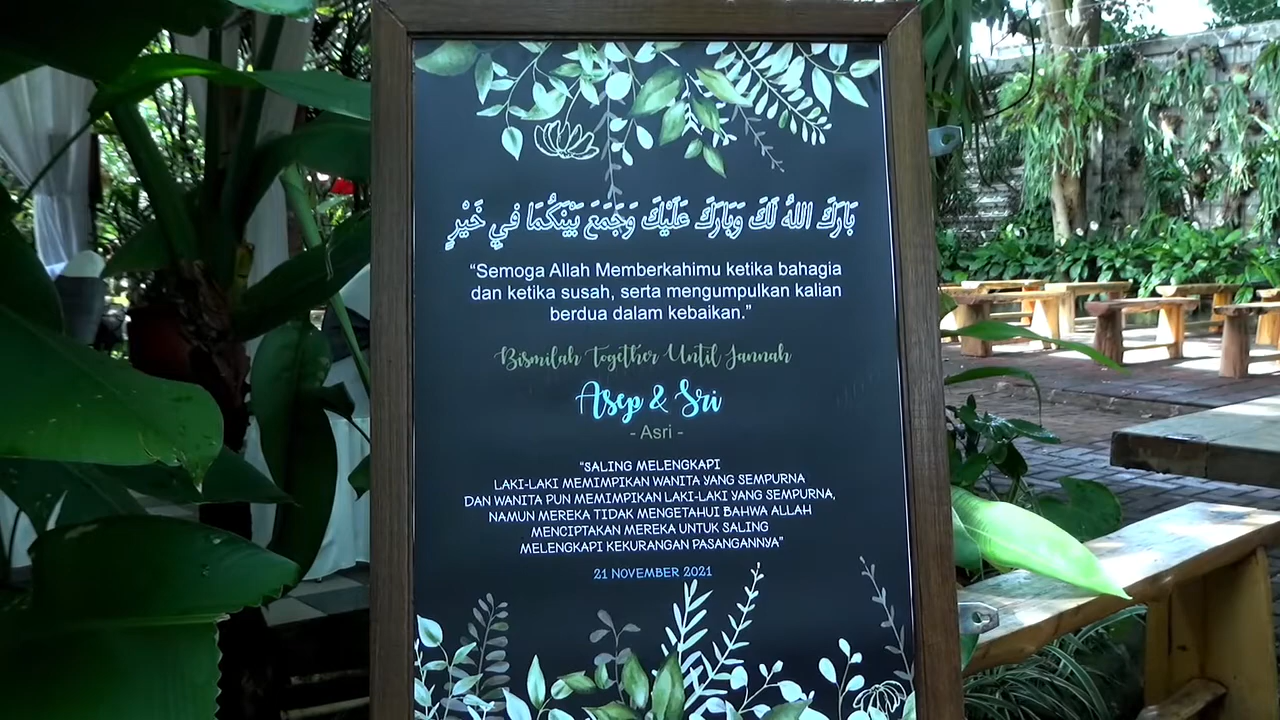 بَارَكَ اللهُ لَكَ وَبَارَكَ عَلَيْكَ وَجَمَعَ بَيْنَكُمَا فِي خَيْرٍ
“Semoga Allah Memberkahimu ketika bahagia
dan ketika susah, serta mengumpulkan kalian
berdua dalam kebaikan.”
Bismilah Together Until Jannah
Asep & Sri
- Asri -
“SALING MELENGKAPI
LAKI-LAKI MEMIMPIKAN WANITA YANG SEMPURNA
DAN WANITA PUN MEMIMPIKAN LAKI-LAKI YANG SEMPURNA,
NAMUN MEREKA TIDAK MENGETAHUI BAHWA ALLAH
MENCIPTAKAN MEREKA UNTUK SALING
MELENGKAPI KEKURANGAN PASANGANNYA”
21 NOVEMBER 2021